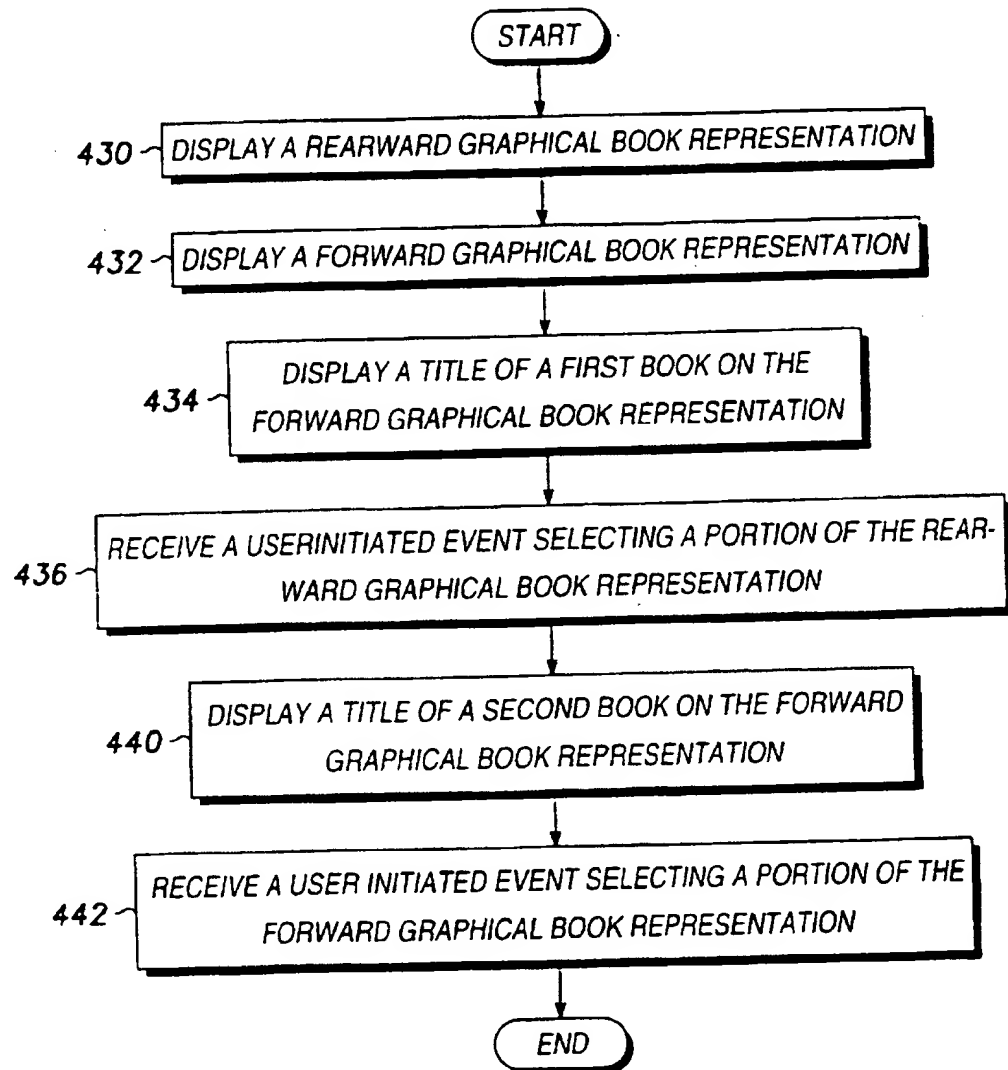 START
430
DISPLAY A REARWARD GRAPHICAL BOOK REPRESENTATION
432
DISPLAY A FORWARD GRAPHICAL BOOK REPRESENTATION
434
DISPLAY A TITLE OF A FIRST BOOK ON THE
FORWARD GRAPHICAL BOOK REPRESENTATION
436
RECEIVE A USERINITIATED EVENT SELECTING A PORTION OF THE REAR-
WARD GRAPHICAL BOOK REPRESENTATION
440
DISPLAY A TITLE OF A SECOND BOOK ON THE FORWARD
GRAPHICAL BOOK REPRESENTATION
442
RECEIVE A USER INITIATED EVENT SELECTING A PORTION OF THE
FORWARD GRAPHICAL BOOK REPRESENTATION
END